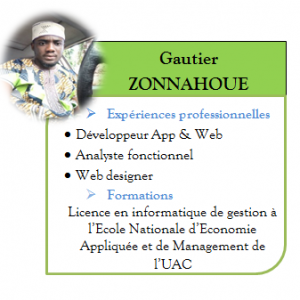 Gautier
ZONNAHOUE
➢ Expériences professionnelles
• Développeur App & Web
• Analyste fonctionnel
• Web designer
➢ Formations
Licence en informatique de gestion à
l'Ecole Nationale d'Economie
Appliquée et de Management de
l'UAC